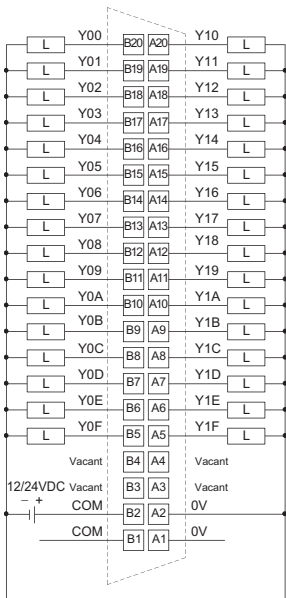 L Y00 B20 A20 Y10 L
L Y01 B19 A19 Y11 L
L Y02 B18 A18 Y12 L
L Y03 B17 A17 Y13 L
L Y04 B16 A16 Y14 L
L Y05 B15 A15 Y15 L
L Y06 B14 A14 Y16 L
L Y07 B13 A13 Y17 L
L Y08 B12 A12 Y18 L
L Y09 B11 A11 Y19 L
L Y0A B10 A10 Y1A L
L Y0B B9 A9 Y1B L
L Y0C B8 A8 Y1C L
L Y0D B7 A7 Y1D L
L Y0E B6 A6 Y1E L
L Y0F B5 A5 Y1F L
Vacant B4 A4 Vacant
12/24VDC Vacant B3 A3 Vacant
− + COM B2 A2 0V
COM B1 A1 0V